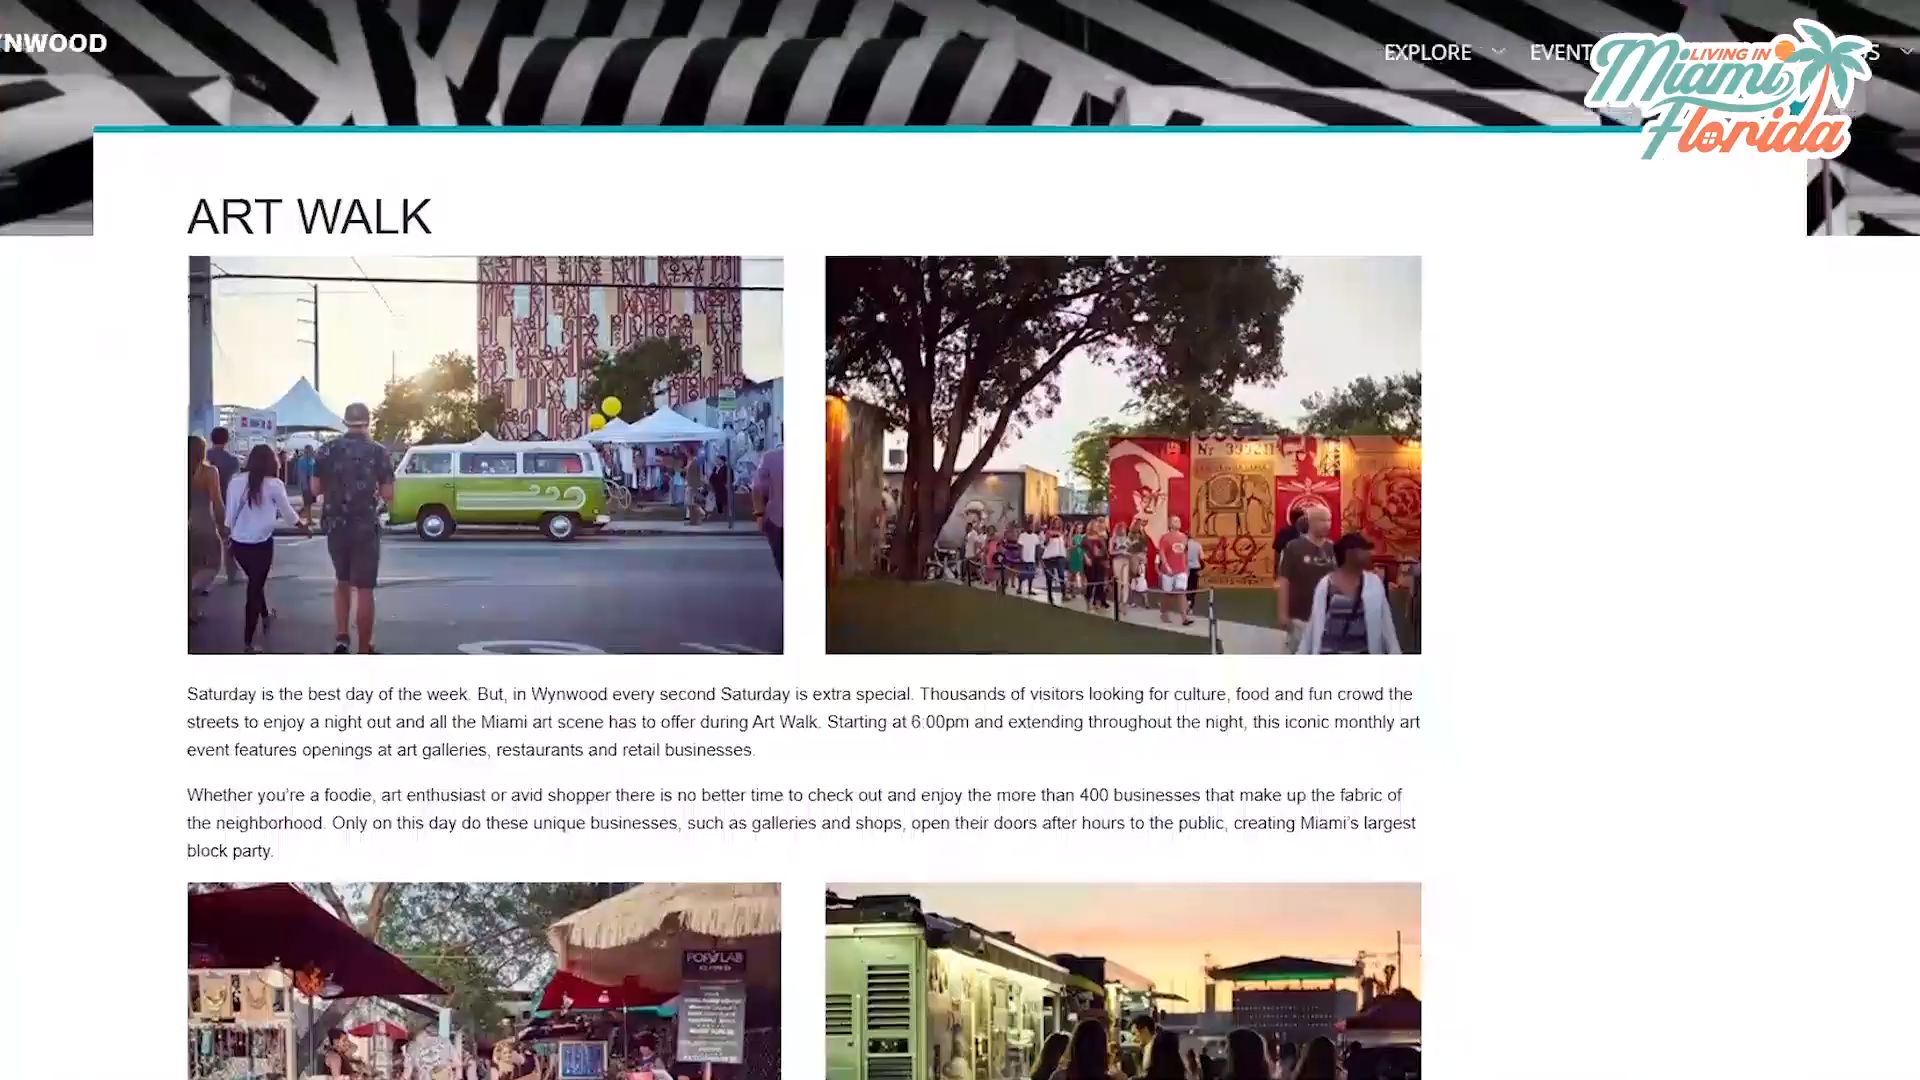 YNWOOD
EXPLORE
EVENT
LIVING IN
Miami
Florida
ART WALK
Saturday is the best day of the week. But, in Wynwood every second Saturday is extra special. Thousands of visitors looking for culture, food and fun crowd the
streets to enjoy a night out and all the Miami art scene has to offer during Art Walk. Starting at 6:00pm and extending throughout the night, this iconic monthly art
event features openings at art galleries, restaurants and retail businesses.
Whether you’re a foodie, art enthusiast or avid shopper there is no better time to check out and enjoy the more than 400 businesses that make up the fabric of
the neighborhood. Only on this day do these unique businesses, such as galleries and shops, open their doors after hours to the public, creating Miami’s largest
block party.